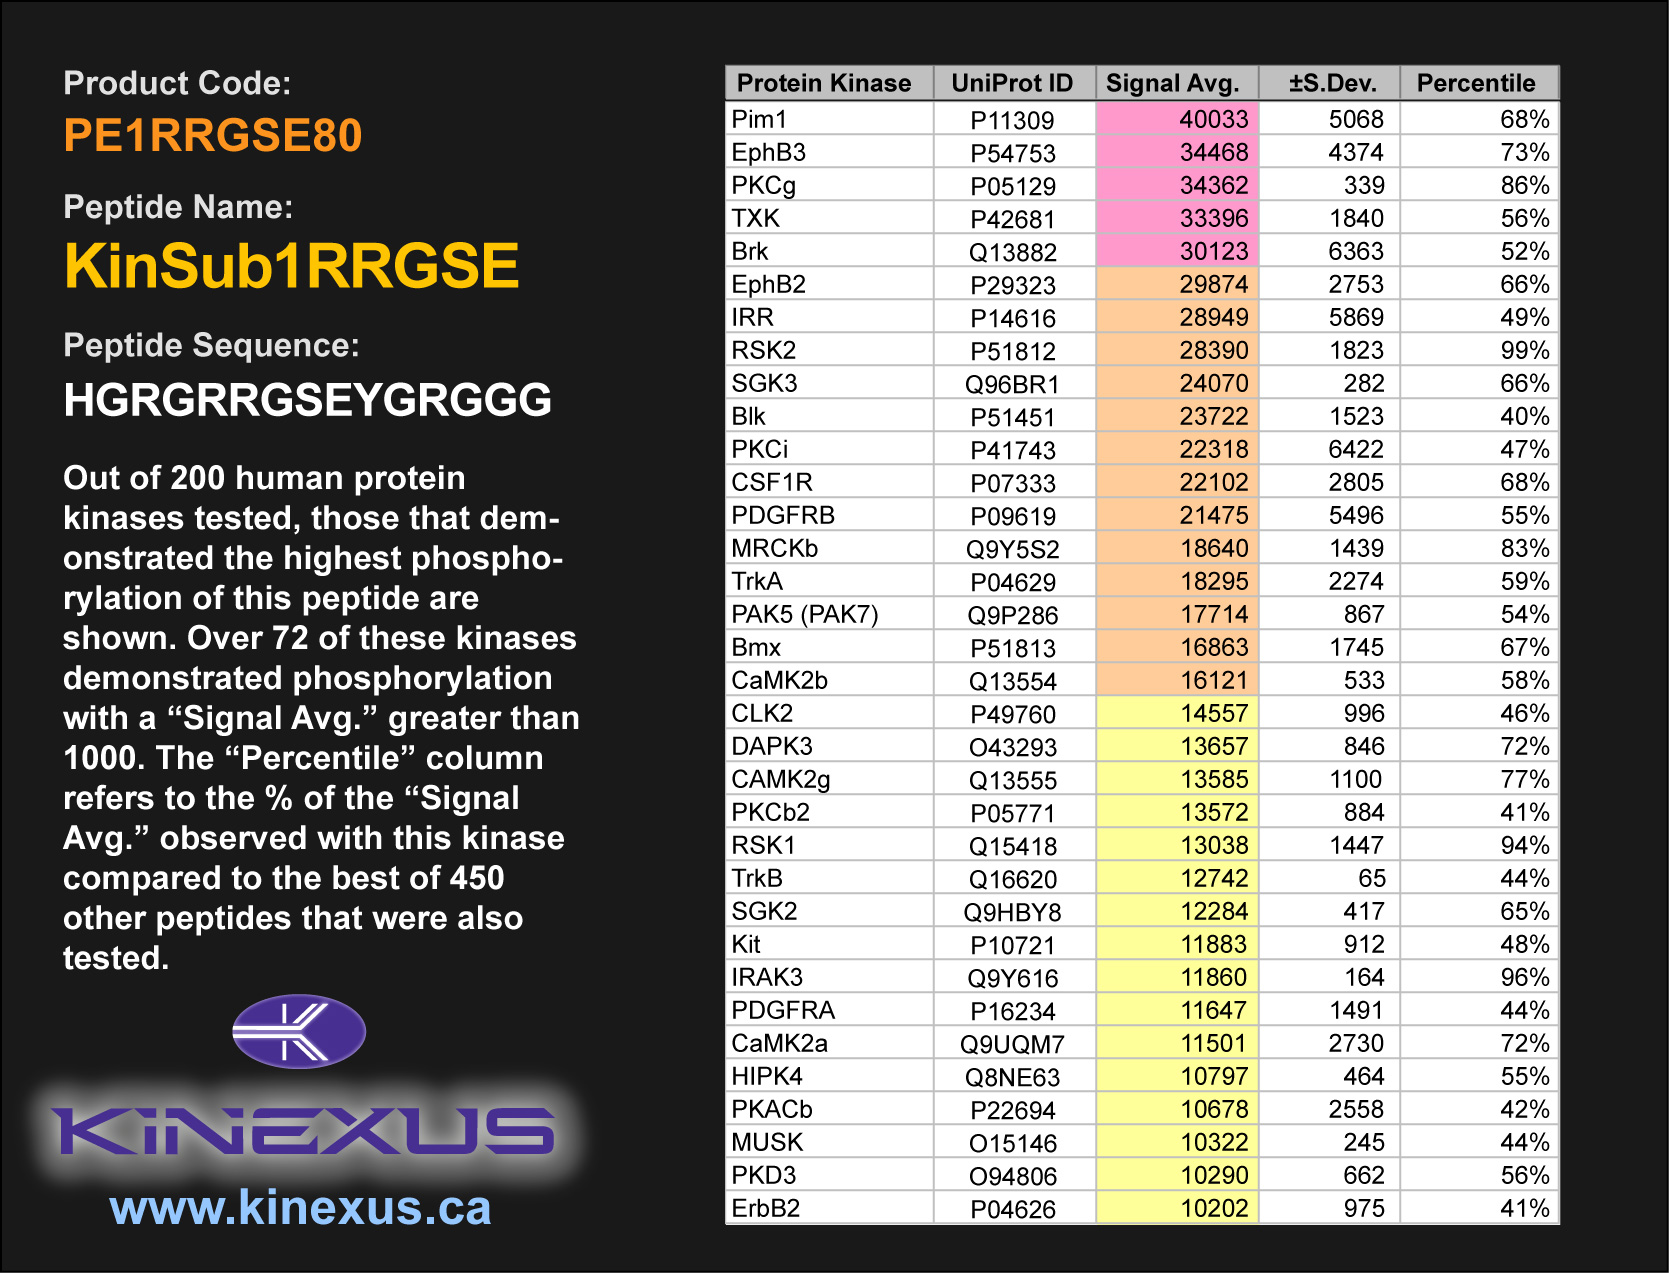 Product Code:
PE1RRGSE80
Peptide Name:
KinSub1RRGSE
Peptide Sequence:
HGRGRRGSEYGRGGG
Out of 200 human protein
kinases tested, those that dem-
onstrated the highest phospho-
rylation of this peptide are
shown. Over 72 of these kinases
demonstrated phosphorylation
with a “Signal Avg.” greater than
1000. The “Percentile” column
refers to the % of the “Signal
Avg.” observed with this kinase
compared to the best of 450
other peptides that were also
tested.
KiNEXUS
www.kinexus.ca
Protein Kinase UniProt ID Signal Avg. ±S.Dev. Percentile
Pim1 P11309 40033 5068 68%
EphB3 P54753 34468 4374 73%
PKCg P05129 34362 339 86%
TXK P42681 33396 1840 56%
Brk Q13882 30123 6363 52%
EphB2 P29323 29874 2753 66%
IRR P14616 28949 5869 49%
RSK2 P51812 28390 1823 99%
SGK3 Q96BR1 24070 282 66%
Blk P51451 23722 1523 40%
PKCi P41743 22318 6422 47%
CSF1R P07333 22102 2805 68%
PDGFRB P09619 21475 5496 55%
MRCKb Q9Y5S2 18640 1439 83%
TrkA P04629 18295 2274 59%
PAK5 (PAK7) Q9P286 17714 867 54%
Bmx P51813 16863 1745 67%
CaMK2b Q13554 16121 533 58%
CLK2 P49760 14557 996 46%
DAPK3 O43293 13657 846 72%
CAMK2g Q13555 13585 1100 77%
PKCb2 P05771 13572 884 41%
RSK1 Q15418 13038 1447 94%
TrkB Q16620 12742 65 44%
SGK2 Q9HBY8 12284 417 65%
Kit P10721 11883 912 48%
IRAK3 Q9Y616 11860 164 96%
PDGFRA P16234 11647 1491 44%
CaMK2a Q9UQM7 11501 2730 72%
HIPK4 Q8NE63 10797 464 55%
PKACb P22694 10678 2558 42%
MUSK O15146 10322 245 44%
PKD3 O94806 10290 662 56%
ErbB2 P04626 10202 975 41%